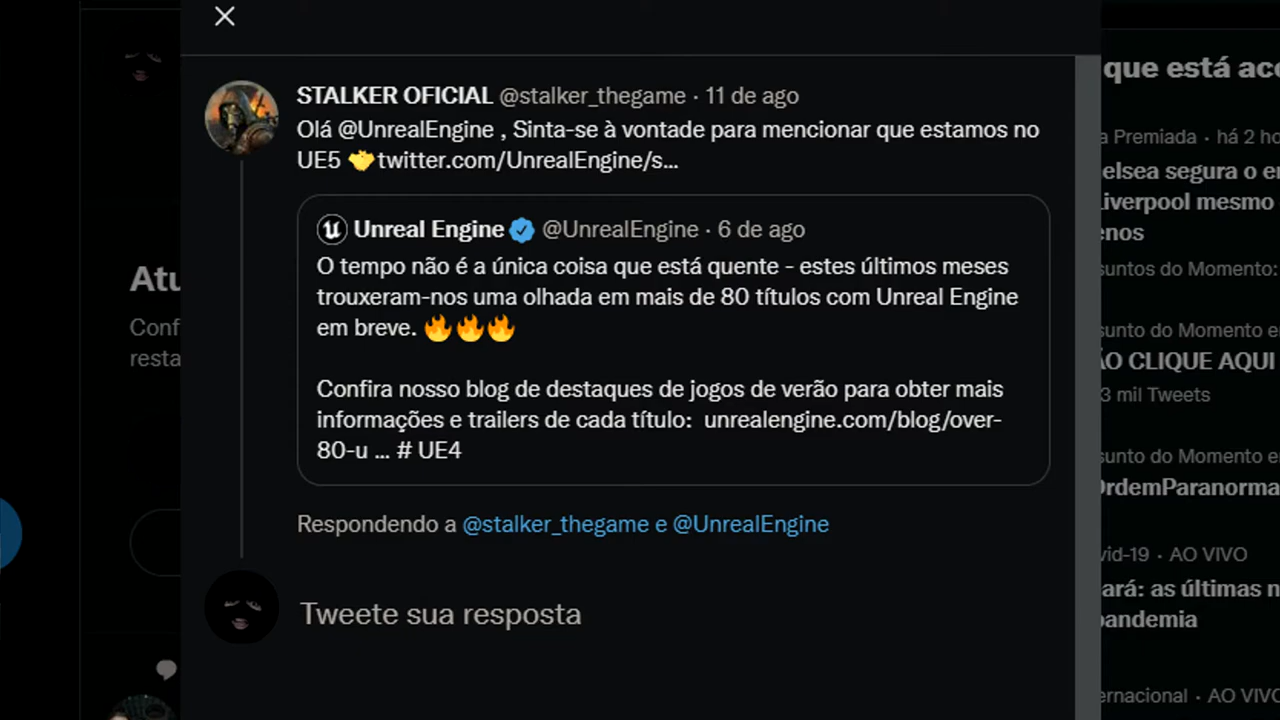 STALKER OFICIAL @stalker_thegame · 11 de ago
Olá @UnrealEngine , Sinta-se à vontade para mencionar que estamos no
UE5 🤝twitter.com/UnrealEngine/s...
Unreal Engine @UnrealEngine · 6 de ago
O tempo não é a única coisa que está quente - estes últimos meses
trouxeram-nos uma olhada em mais de 80 títulos com Unreal Engine
em breve. 🔥🔥🔥
Confira nosso blog de destaques de jogos de verão para obter mais
informações e trailers de cada título:  unrealengine.com/blog/over-
80-u ... # UE4
Respondendo a @stalker_thegame e @UnrealEngine
Tweete sua resposta
Atu
Conf
resta
que está aco
a Premiada · há 2 ho
elsea segura o e
iverpool mesmo
enos
suntos do Momento:
sunto do Momento e
ÃO CLIQUE AQUI
3 mil Tweets
sunto do Momento e
OrdemParanorma
vid-19 · AO VIVO
ará: as últimas n
pandemia
ernacional · AO VIVO